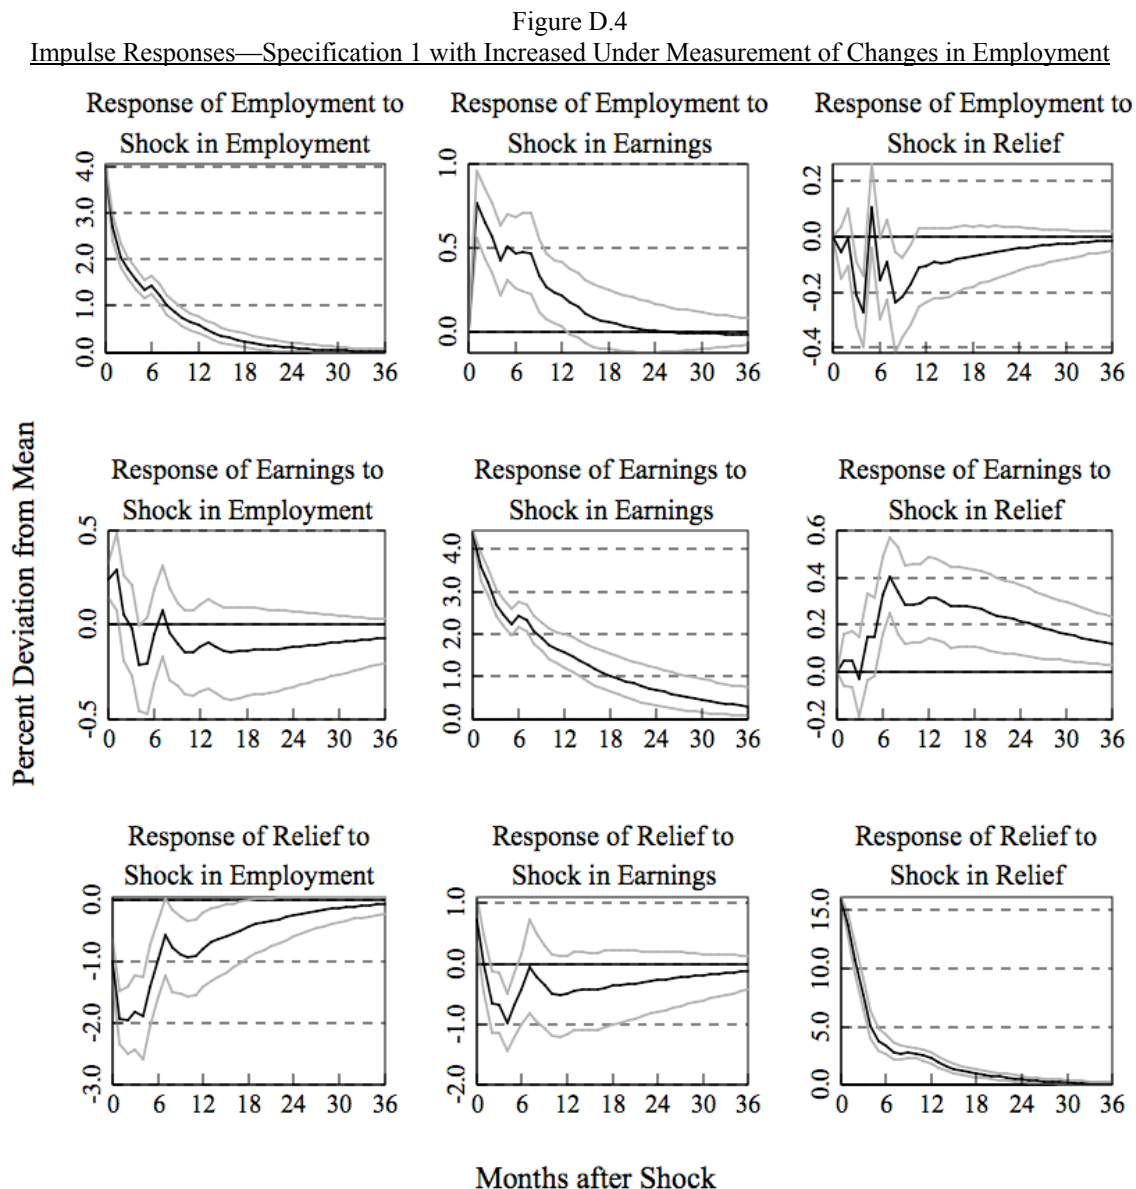 Figure D.4
Impulse Responses—Specification 1 with Increased Under Measurement of Changes in Employment
Response of Employment to
Shock in Employment
4.0
3.0
2.0
1.0
0.0
0 6 12 18 24 30 36
Response of Employment to
Shock in Earnings
1.0
0.5
0.0
0 6 12 18 24 30 36
Response of Employment to
Shock in Relief
0.2
0.0
-0.2
-0.4
0 6 12 18 24 30 36
Percent Deviation from Mean
Response of Earnings to
Shock in Employment
0.5
0.0
-0.5
0 6 12 18 24 30 36
Response of Earnings to
Shock in Earnings
4.0
3.0
2.0
1.0
0.0
0 6 12 18 24 30 36
Response of Earnings to
Shock in Relief
0.6
0.4
0.2
0.0
-0.2
0 6 12 18 24 30 36
Response of Relief to
Shock in Employment
0.0
-1.0
-2.0
-3.0
0 6 12 18 24 30 36
Response of Relief to
Shock in Earnings
1.0
0.0
-1.0
-2.0
0 6 12 18 24 30 36
Response of Relief to
Shock in Relief
15.0
10.0
5.0
0.0
0 6 12 18 24 30 36
Months after Shock